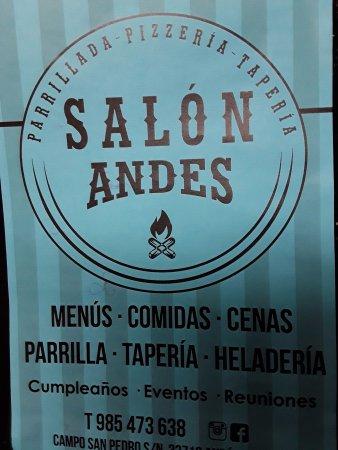 PARRILLADA-PIZZERÍA-TAPERÍA
SALÓN
ANDES
MENÚS · COMIDAS · CENAS
PARRILLA · TAPERÍA · HELADERÍA
Cumpleaños · Eventos · Reuniones
T 985 473 638
CAMPO SAN PEDRO S/N